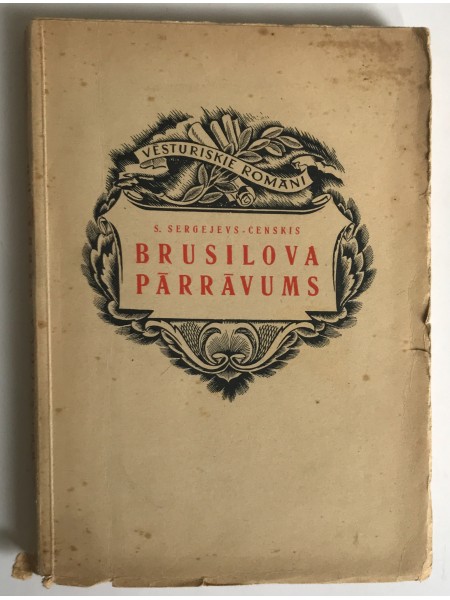 VĒSTURISKIE ROMĀNI
S. SERGEJEVS-CENSKIS
BRUSILOVA
PĀRRĀVUMS